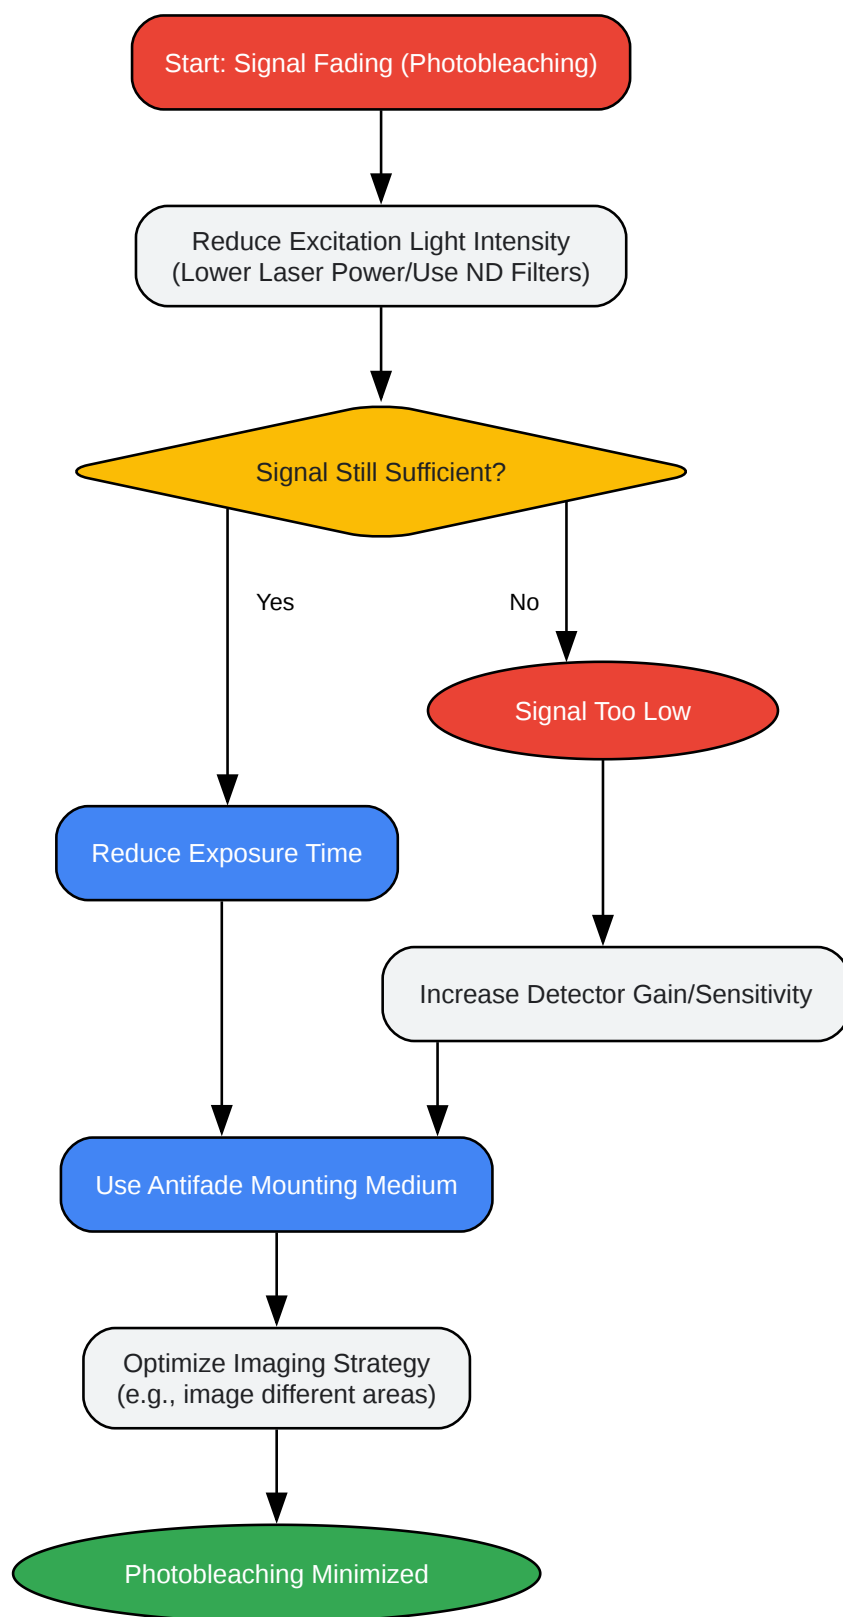 Start: Signal Fading (Photobleaching)
Reduce Excitation Light Intensity
(Lower Laser Power/Use ND Filters)
Signal Still Sufficient?
Yes
No
Signal Too Low
Reduce Exposure Time
Increase Detector Gain/Sensitivity
Use Antifade Mounting Medium
Optimize Imaging Strategy
(e.g., image different areas)
Photobleaching Minimized